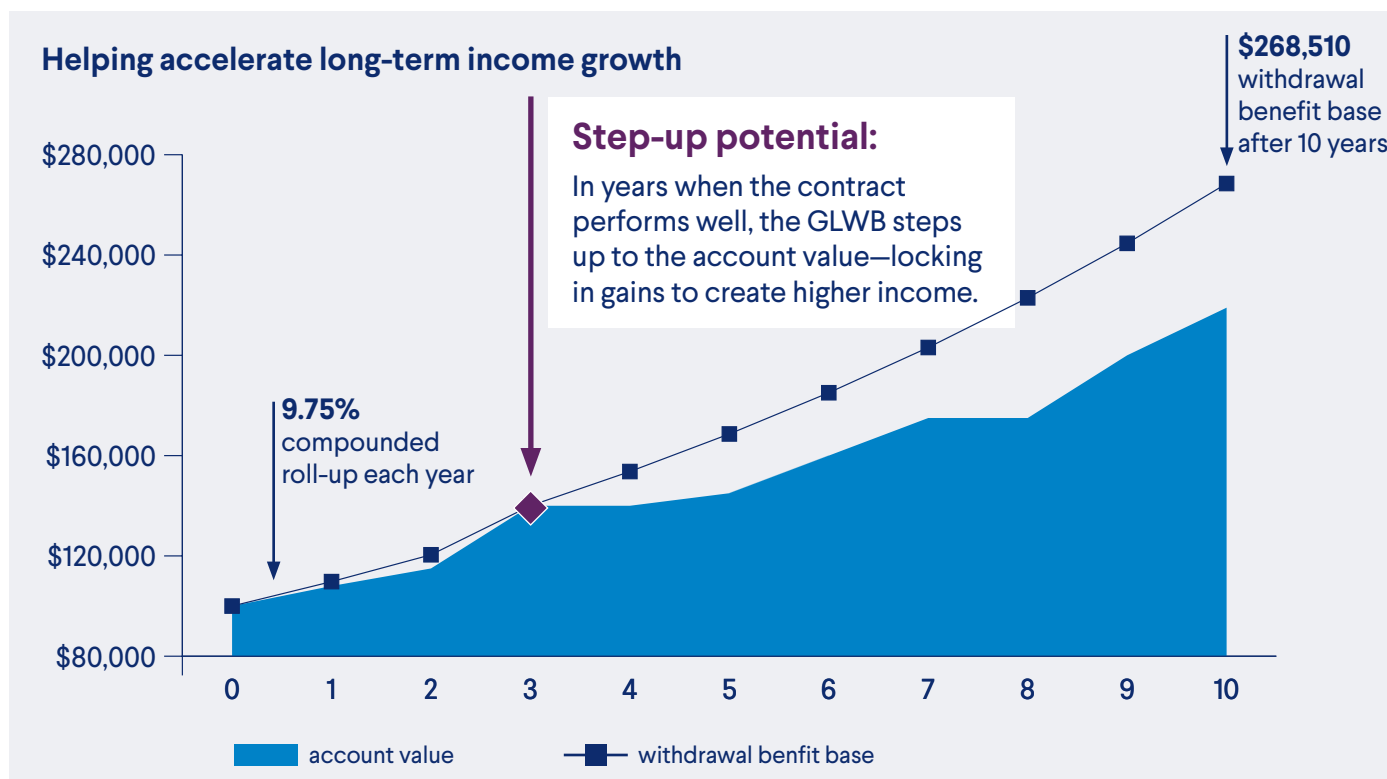 Helping accelerate long-term income growth
$268,510
withdrawal
benefit base
after 10 years
Step-up potential:
In years when the contract
performs well, the GLWB steps
up to the account value—locking
in gains to create higher income.
$280,000
$240,000
$200,000
$160,000
$120,000
$80,000
9.75%
compounded
roll-up each year
0 1 2 3 4 5 6 7 8 9 10
account value withdrawal benfit base